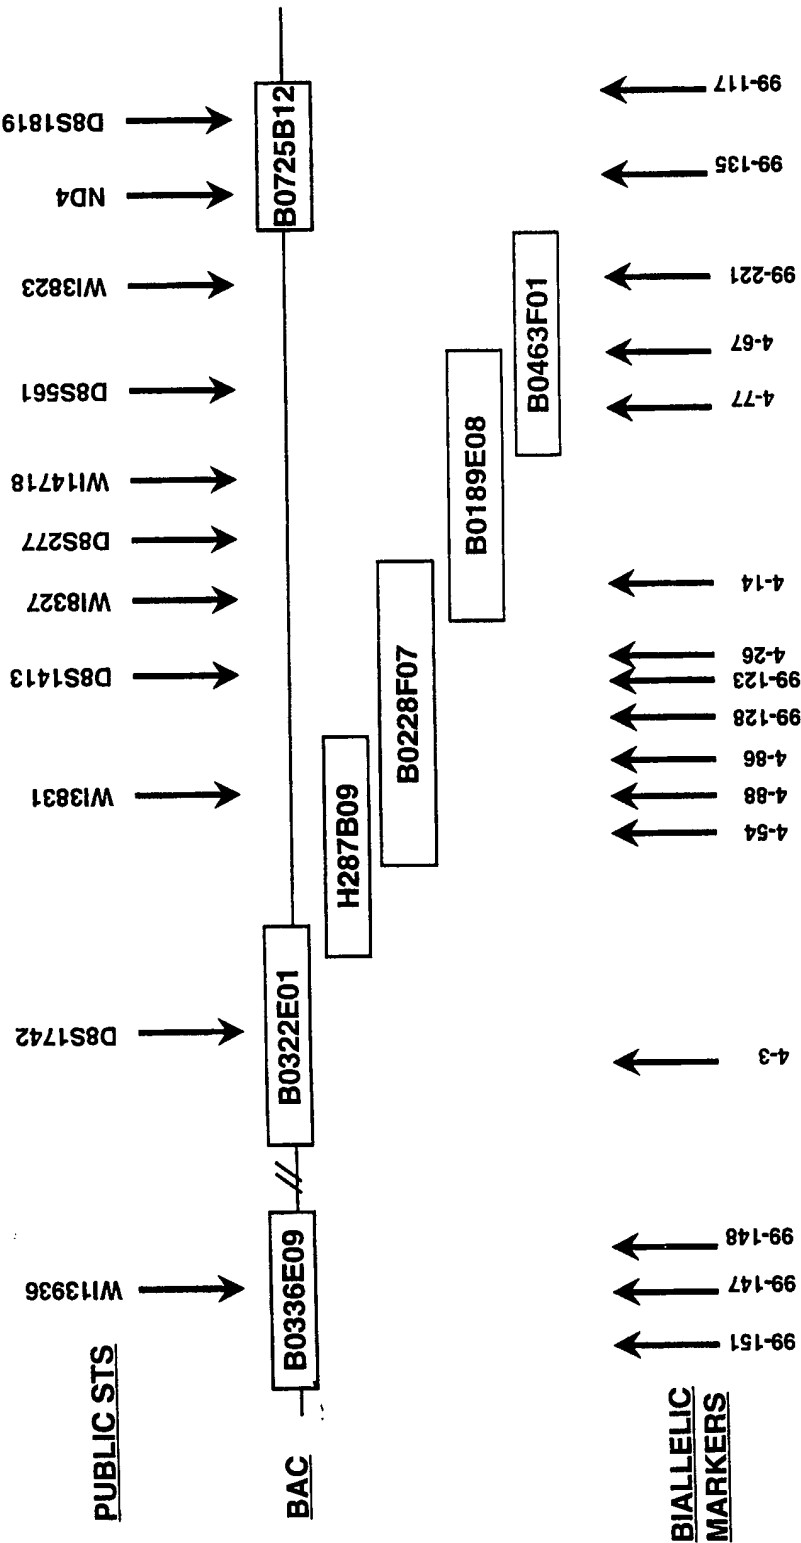 PUBLIC STS
WI13936
D8S1742
WI3831
D8S1413
WI8327
D8S277
WI14718
D8S561
WI3823
ND4
D8S1819
BAC
B0336E09
B0322E01
B0725B12
H287B09
B0228F07
B0189E08
B0463F01
BIALLELIC
MARKERS
99-151
99-147
99-148
4-3
4-54
4-88
4-86
99-128
99-123
4-26
4-14
4-77
4-67
99-221
99-135
99-117